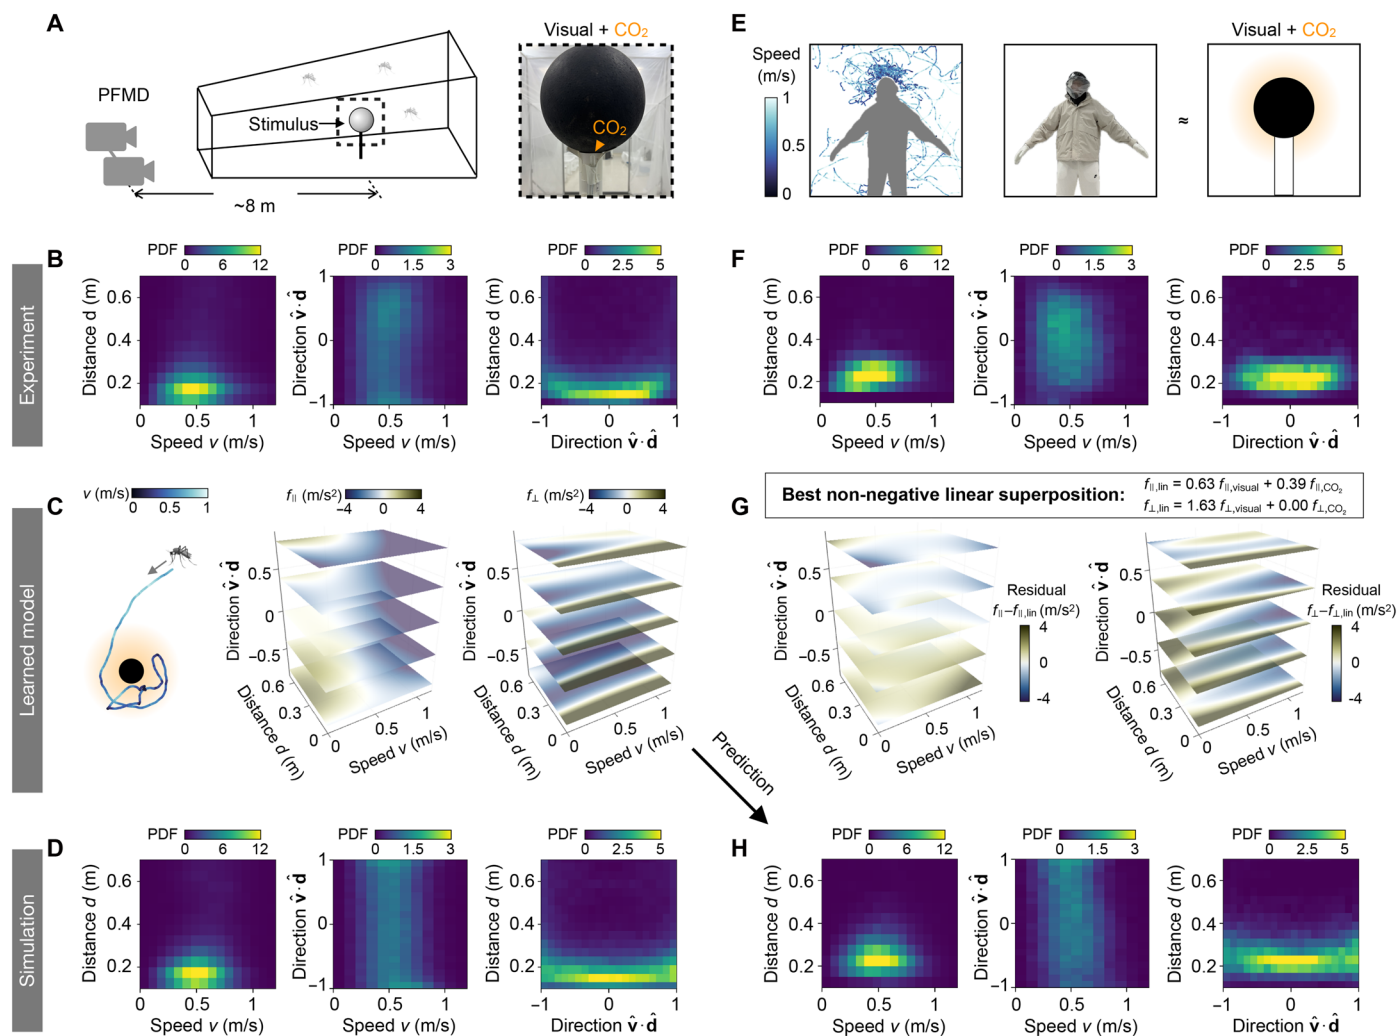 A
PFMD
Stimulus
~8 m
Visual + CO₂
CO₂
E
Speed
(m/s)
1
0.5
0
≈
Visual + CO₂
Experiment
B
PDF
0 6 12
Distance d (m)
0.6
0.4
0.2
0 0.5 1
Speed v (m/s)
PDF
0 1.5 3
Direction v̂·d̂
1
0
−1
0 0.5 1
Speed v (m/s)
PDF
0 2.5 5
Distance d (m)
0.6
0.4
0.2
−1 0 1
Direction v̂·d̂
F
PDF
0 6 12
Distance d (m)
0.6
0.4
0.2
0 0.5 1
Speed v (m/s)
PDF
0 1.5 3
Direction v̂·d̂
1
0
−1
0 0.5 1
Speed v (m/s)
PDF
0 2.5 5
Distance d (m)
0.6
0.4
0.2
−1 0 1
Direction v̂·d̂
Learned model
C
v (m/s)
0 0.5 1
f∥ (m/s²)
−4 0 4
Direction v̂·d̂
0.5
0
−0.5
0.6
0.3
0
Distance d (m)
0 0.5 1
Speed v (m/s)
f⊥ (m/s²)
−4 0 4
Direction v̂·d̂
0.5
0
−0.5
0.6
0.3
0
Distance d (m)
0 0.5 1
Speed v (m/s)
Prediction
G
Best non-negative linear superposition:
f∥,lin = 0.63 f∥,visual + 0.39 f∥,CO₂
f⊥,lin = 1.63 f⊥,visual + 0.00 f⊥,CO₂
Direction v̂·d̂
0.5
0
−0.5
0.6
0.3
0
Distance d (m)
0 0.5 1
Speed v (m/s)
Residual
f∥−f∥,lin (m/s²)
4
0
−4
Direction v̂·d̂
0.5
0
−0.5
0.6
0.3
0
Distance d (m)
0 0.5 1
Speed v (m/s)
Residual
f⊥−f⊥,lin (m/s²)
4
0
−4
Simulation
D
PDF
0 6 12
Distance d (m)
0.6
0.4
0.2
0 0.5 1
Speed v (m/s)
PDF
0 1.5 3
Direction v̂·d̂
1
0
−1
0 0.5 1
Speed v (m/s)
PDF
0 2.5 5
Distance d (m)
0.6
0.4
0.2
−1 0 1
Direction v̂·d̂
H
PDF
0 6 12
Distance d (m)
0.6
0.4
0.2
0 0.5 1
Speed v (m/s)
PDF
0 1.5 3
Direction v̂·d̂
1
0
−1
0 0.5 1
Speed v (m/s)
PDF
0 2.5 5
Distance d (m)
0.6
0.4
0.2
−1 0 1
Direction v̂·d̂